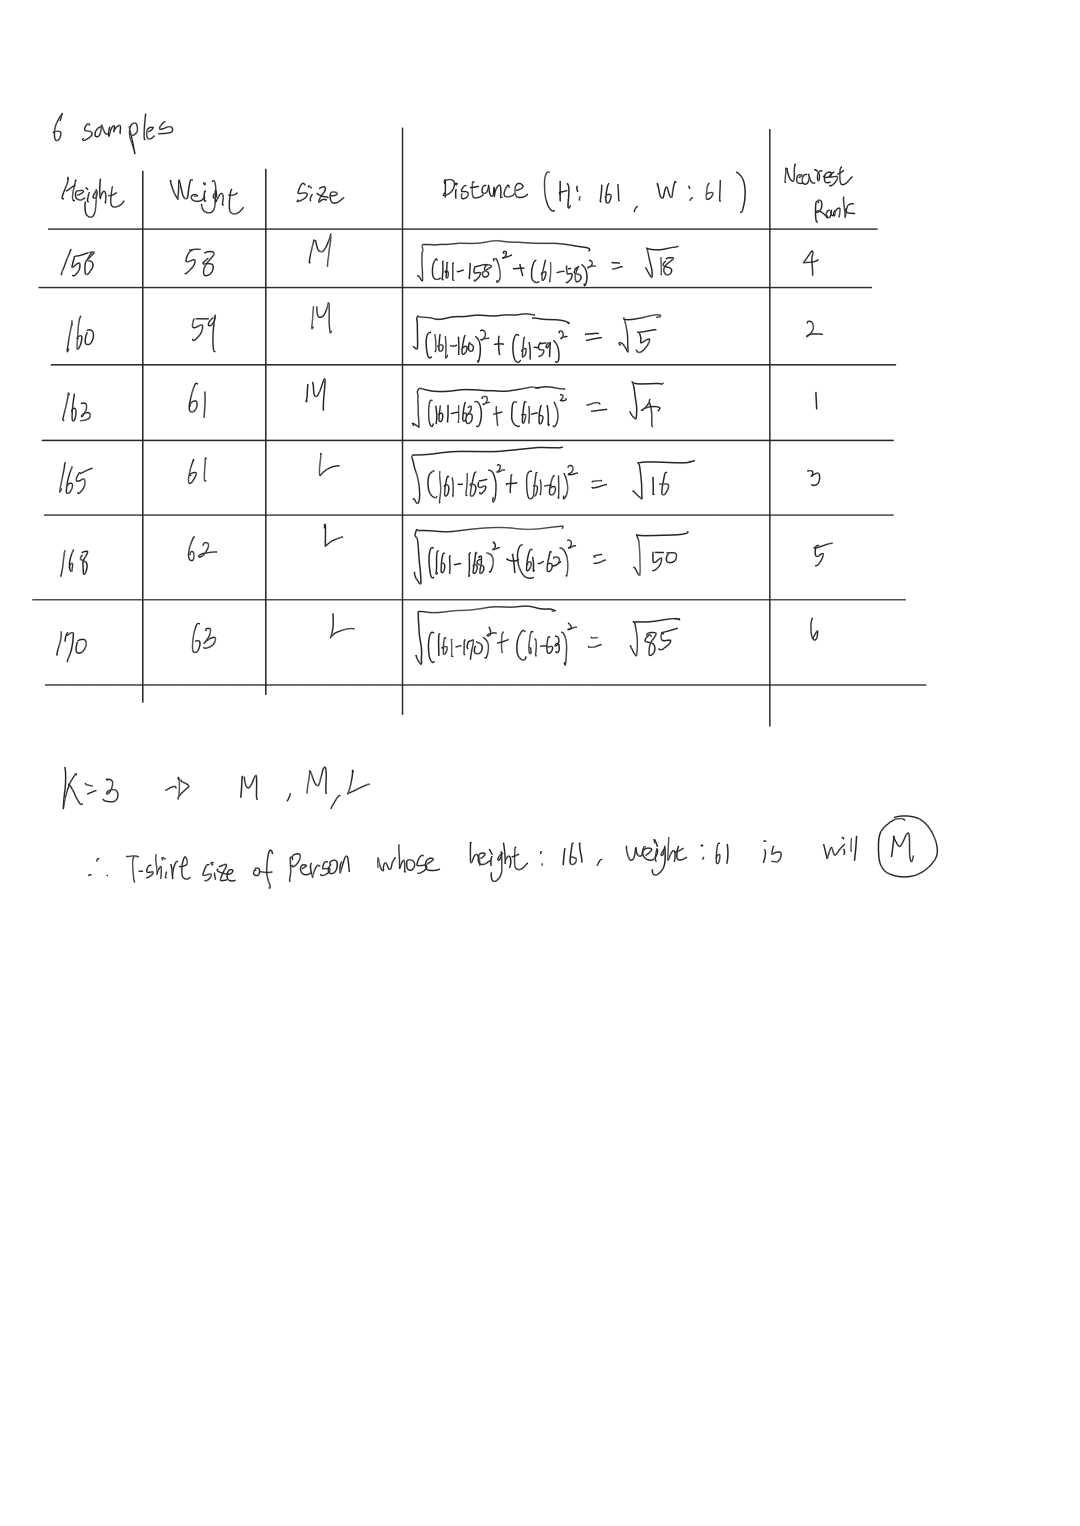 6 samples
Height Weight Size Distance (H: 161, W: 61) Nearest Rank
158 58 M √(161-158)²+(61-58)² = √18 4
160 59 M √(161-160)²+(61-59)² = √5 2
163 61 M √(161-163)²+(61-61)² = √4 1
165 61 L √(161-165)²+(61-61)² = √16 3
168 62 L √(161-168)²+(61-62)² = √50 5
170 63 L √(161-170)²+(61-63)² = √85 6
K=3 → M, M, L
∴ T-shirt size of Person whose height: 161, weight: 61 is will M